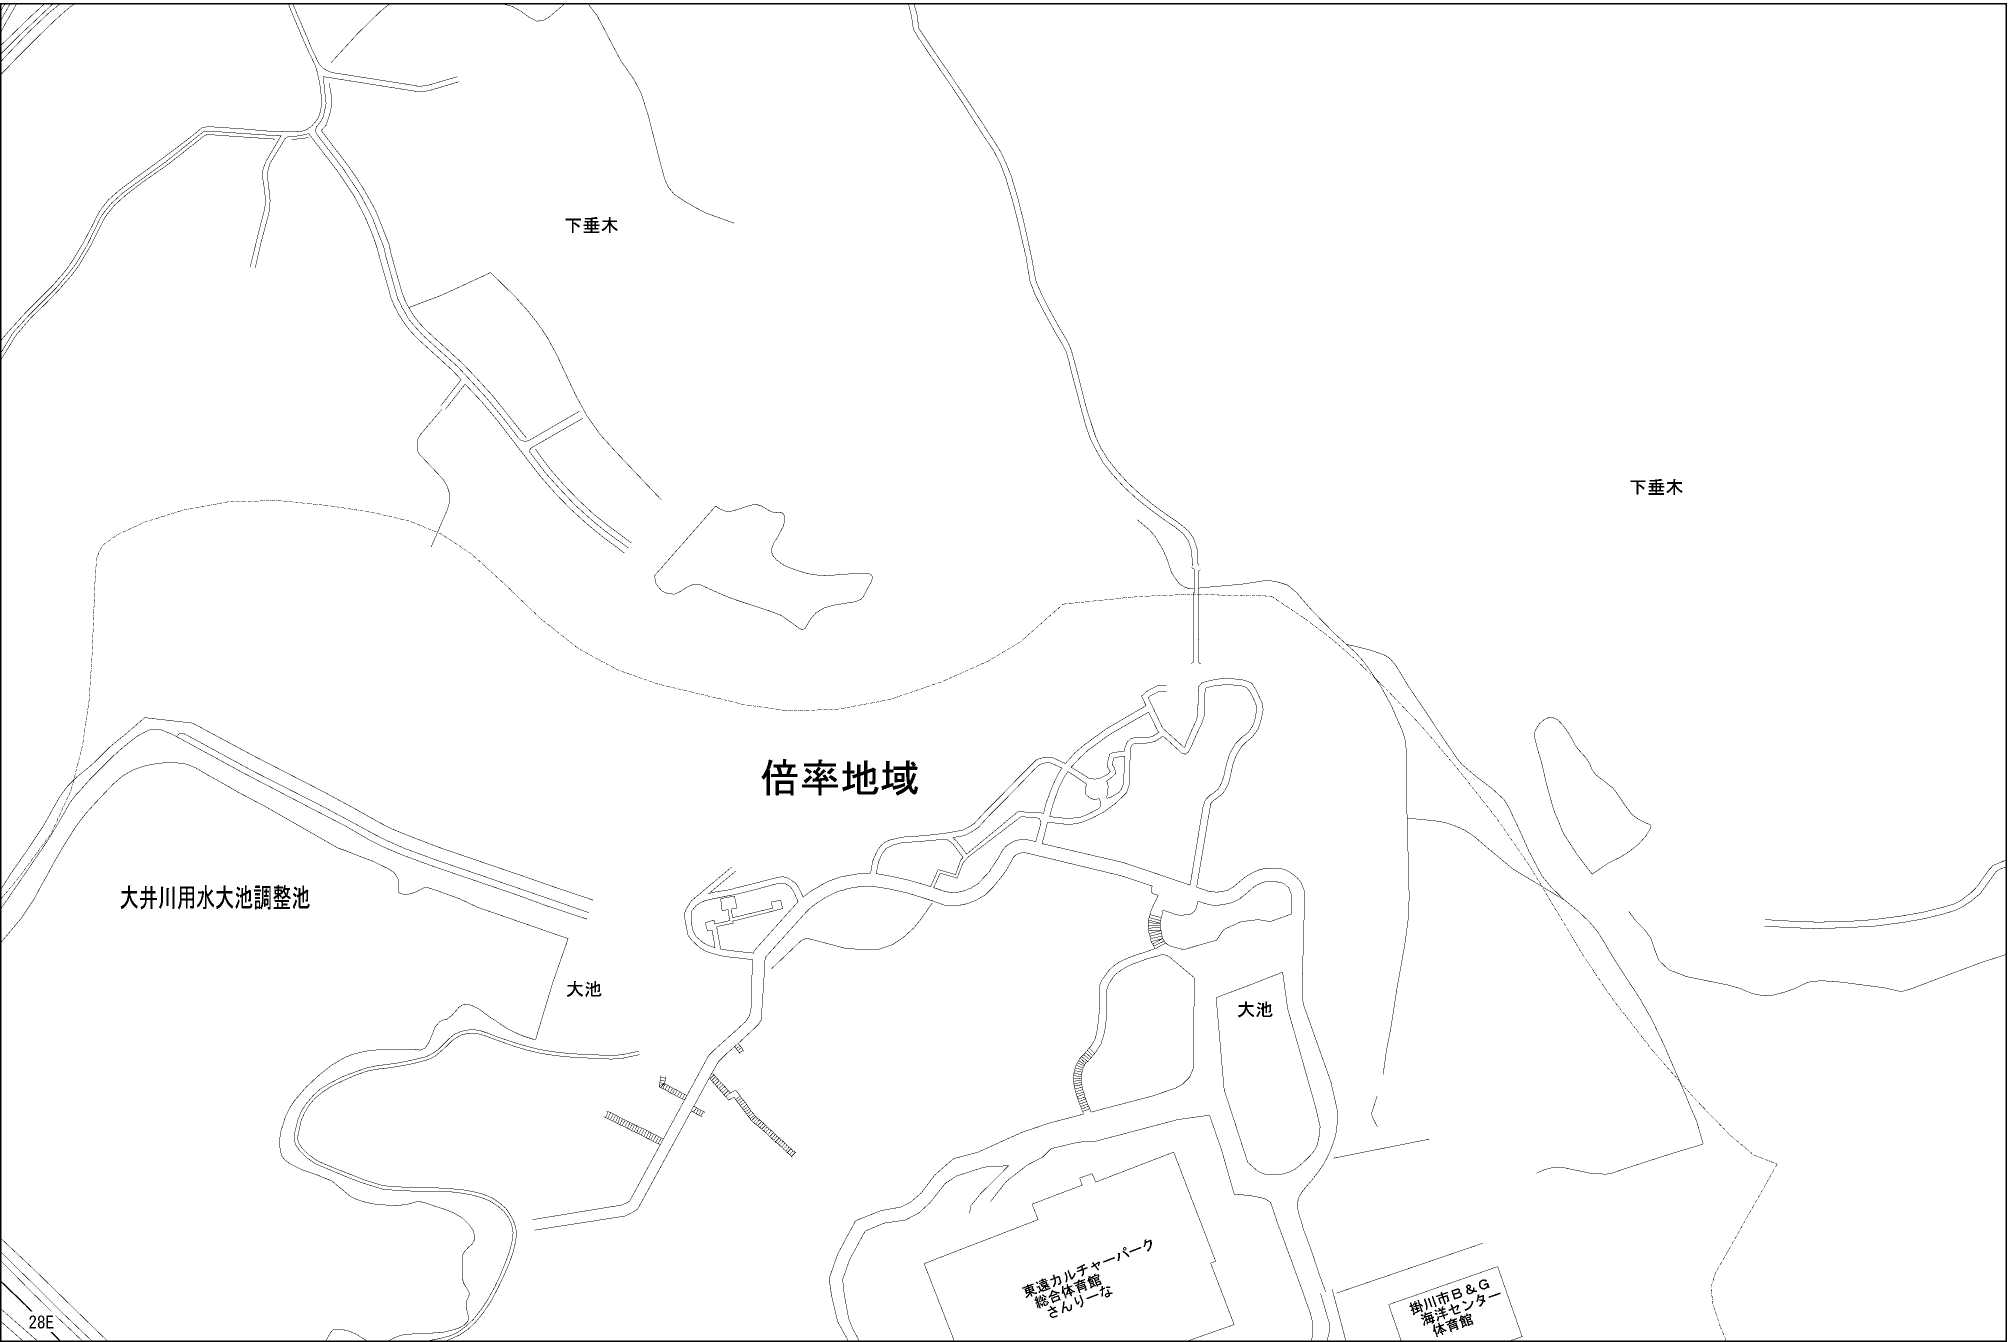 下垂木
下垂木
倍率地域
大井川用水大池調整池
大池
大池
東遠カルチャーパーク
総合体育館
さんりーな
掛川市B&G
海洋センター
体育館
28E